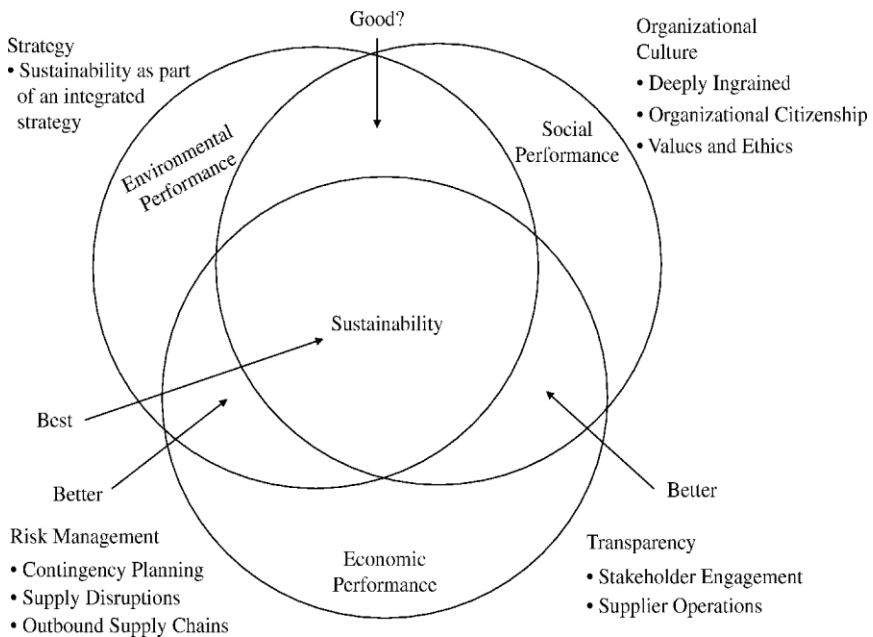 Good?
Strategy
• Sustainability as part
of an integrated
strategy
Organizational
Culture
• Deeply Ingrained
• Organizational Citizenship
• Values and Ethics
Environmental
Performance
Social
Performance
Sustainability
Best
Better
Better
Risk Management
• Contingency Planning
• Supply Disruptions
• Outbound Supply Chains
Economic
Performance
Transparency
• Stakeholder Engagement
• Supplier Operations